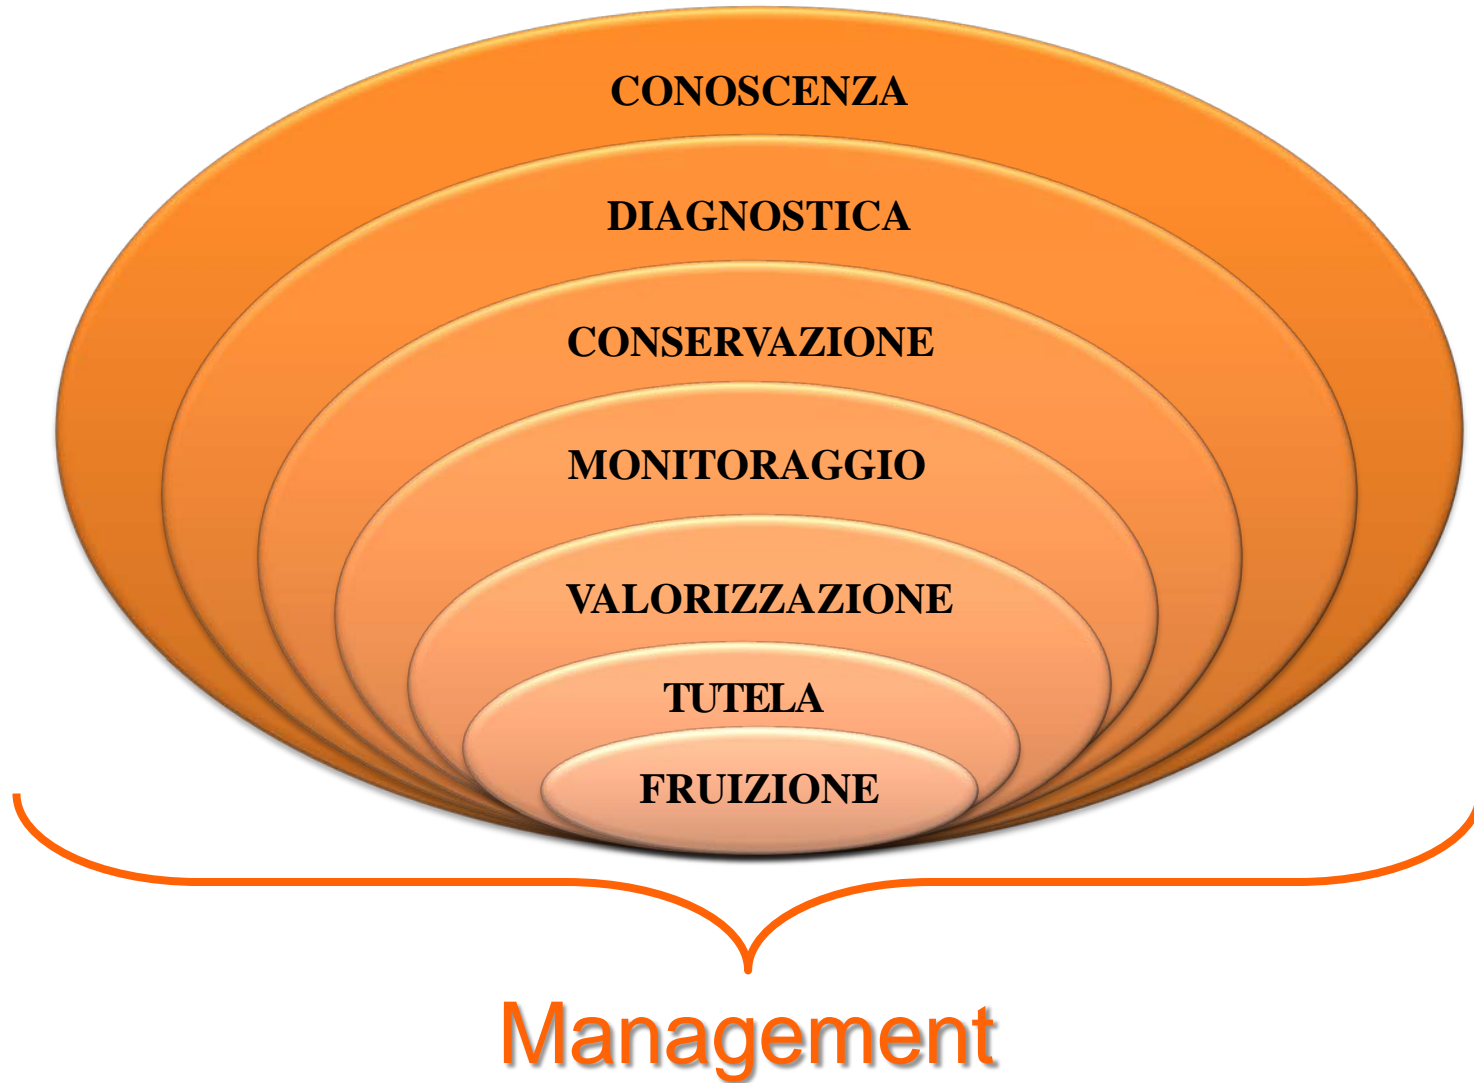 CONOSCENZA
DIAGNOSTICA
CONSERVAZIONE
MONITORAGGIO
VALORIZZAZIONE
TUTELA
FRUIZIONE
Management